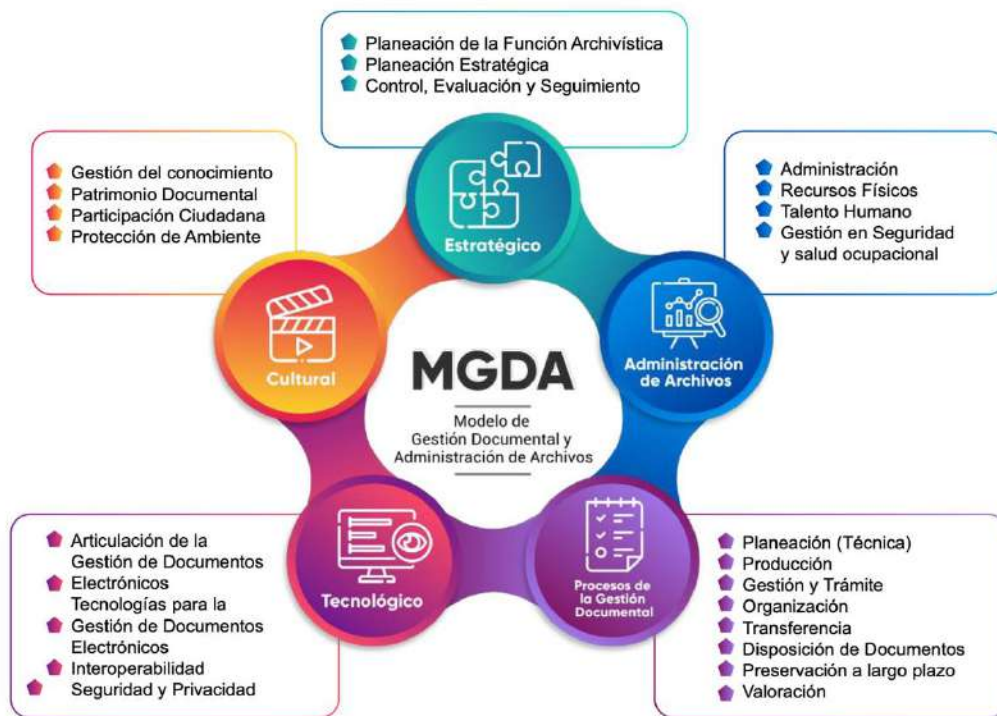 Planeación de la Función Archivística
Planeación Estratégica
Control, Evaluación y Seguimiento
Estratégico
Gestión del conocimiento
Patrimonio Documental
Participación Ciudadana
Protección de Ambiente
Cultural
Administración
Recursos Físicos
Talento Humano
Gestión en Seguridad
y salud ocupacional
Administración
de Archivos
MGDA
Modelo de
Gestión Documental y
Administración de Archivos
Articulación de la
Gestión de Documentos
Electrónicos
Tecnologías para la
Gestión de Documentos
Electrónicos
Interoperabilidad
Seguridad y Privacidad
Tecnológico
Procesos de
la Gestión
Documental
Planeación (Técnica)
Producción
Gestión y Trámite
Organización
Transferencia
Disposición de Documentos
Preservación a largo plazo
Valoración